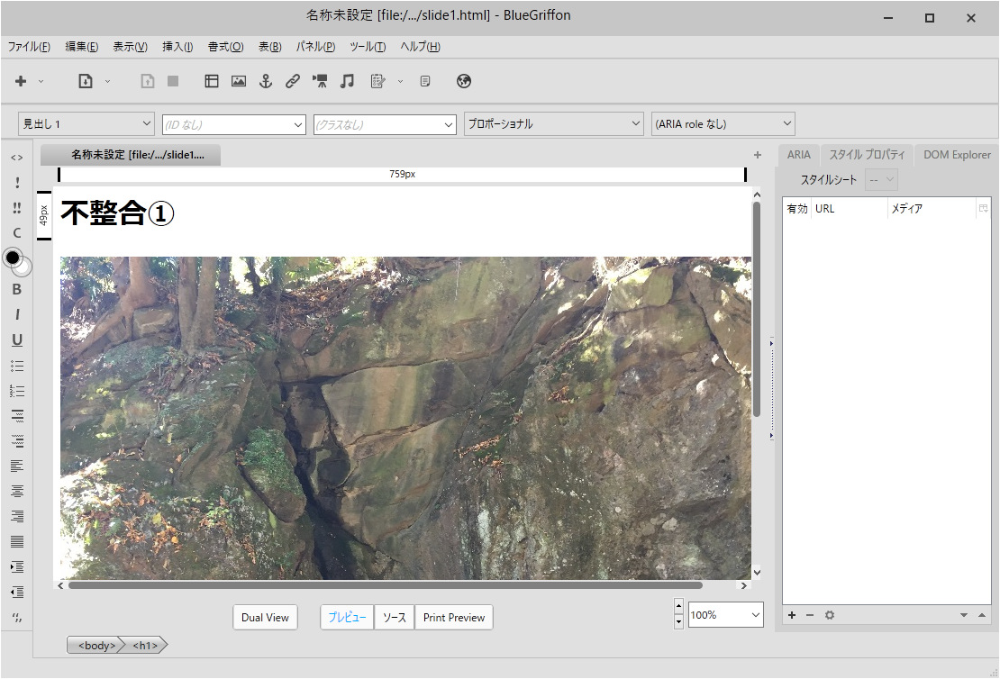 名称未設定 [file:/.../slide1.html] - BlueGriffon
ファイル(F) 編集(E) 表示(V) 挿入(I) 書式(O) 表(B) パネル(P) ツール(T) ヘルプ(H)
見出し 1 (ID なし) (クラスなし) プロポーショナル (ARIA role なし)
名称未設定 [file:/.../slide1....
ARIA スタイル プロパティ DOM Explorer
759px
スタイルシート --
49px
不整合①
有効 URL メディア
<>
!
!!
C
B
I
U
Dual View プレビュー ソース Print Preview 100%
<body> <h1>